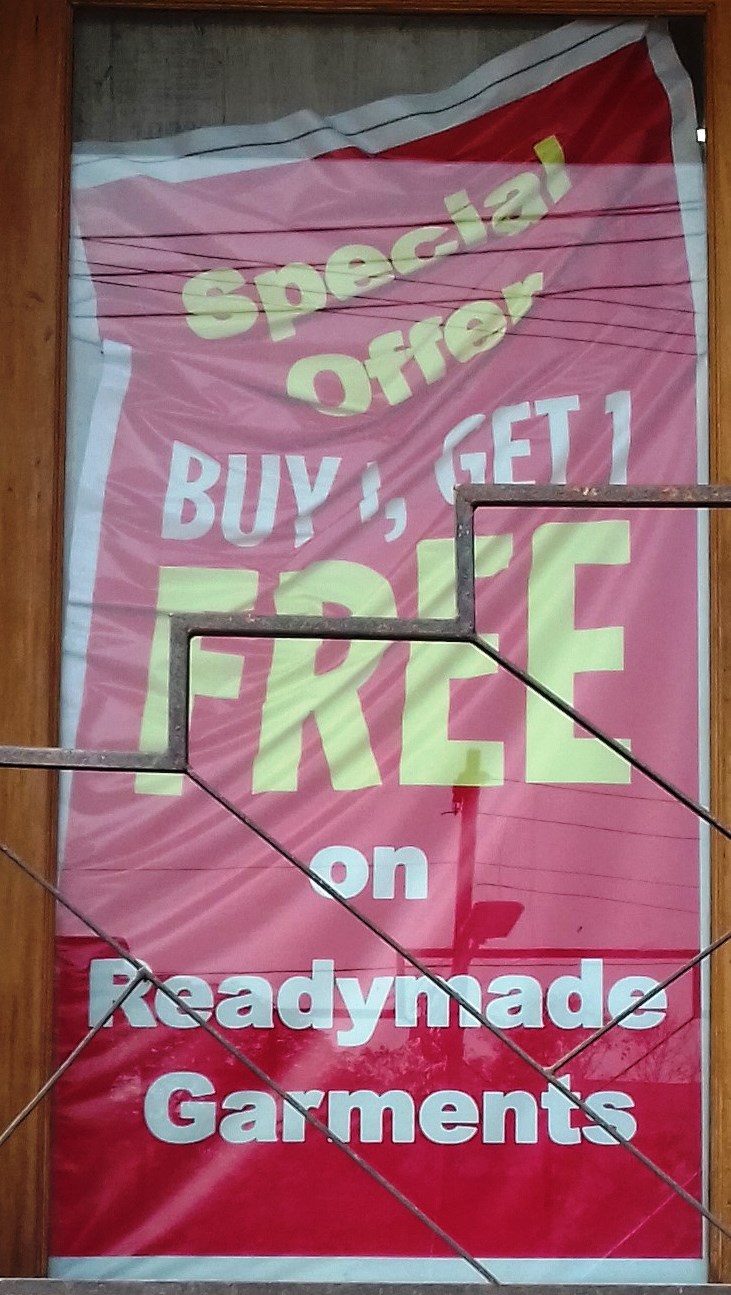 Special
Offer
BUY 1, GET 1
FREE
on
Readymade
Garments